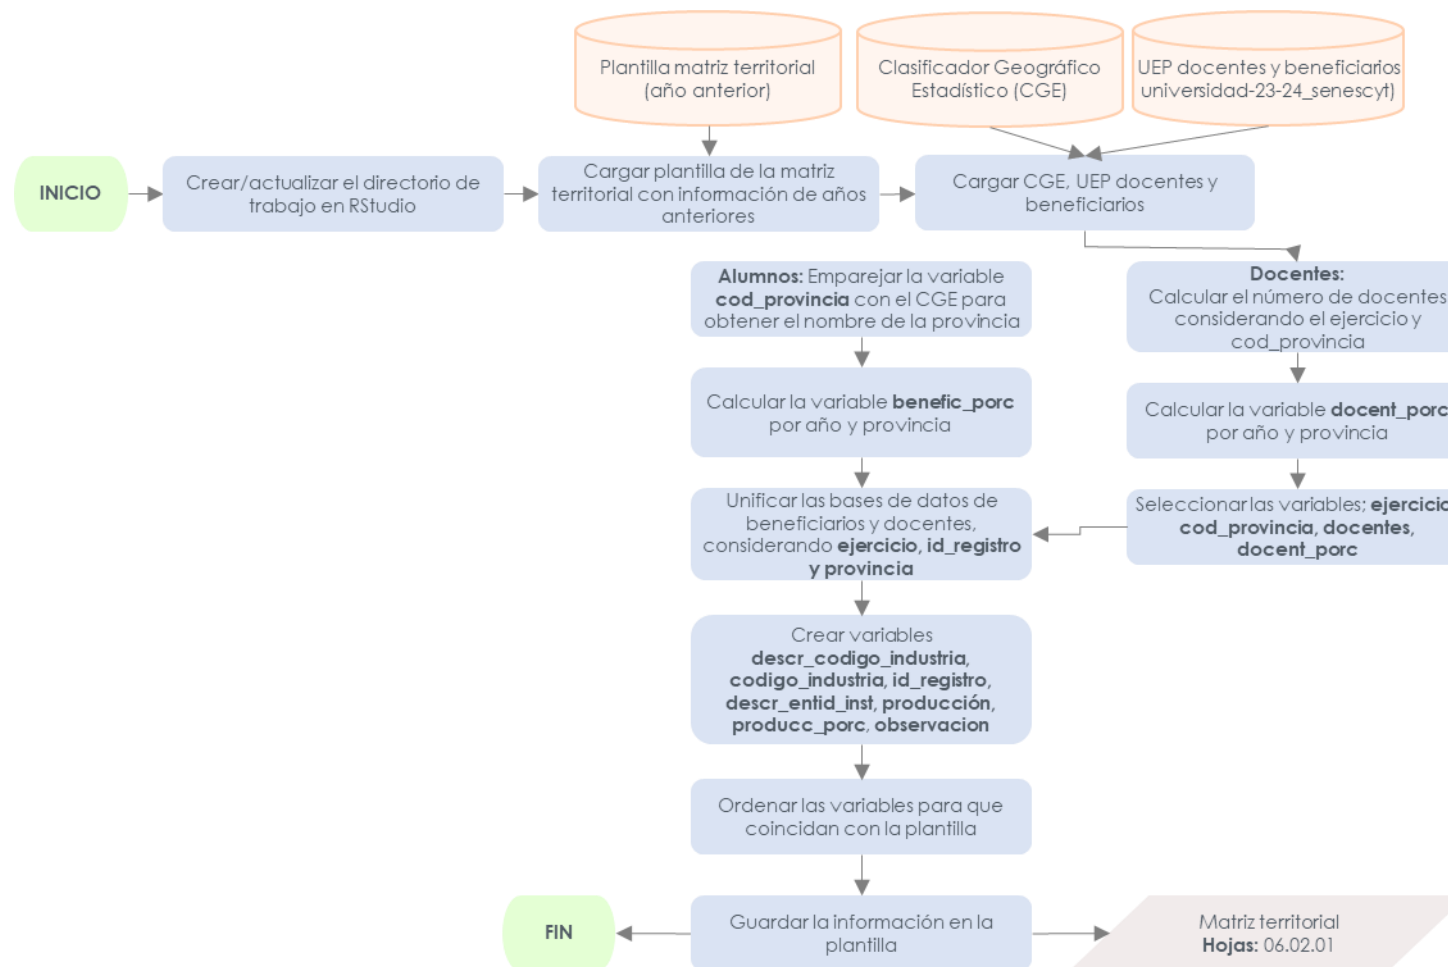 Plantilla matriz territorial
(año anterior)
Clasificador Geográfico
Estadístico (CGE)
UEP docentes y beneficiarios
universidad-23-24_senescyt)
INICIO
Crear/actualizar el directorio de
trabajo en RStudio
Cargar plantilla de la matriz
territorial con información de años
anteriores
Cargar CGE, UEP docentes y
beneficiarios
Alumnos: Emparejar la variable
cod_provincia con el CGE para
obtener el nombre de la provincia
Docentes:
Calcular el número de docentes
considerando el ejercicio y
cod_provincia
Calcular la variable benefic_porc
por año y provincia
Calcular la variable docent_porc
por año y provincia
Unificar las bases de datos de
beneficiarios y docentes,
considerando ejercicio, id_registro
y provincia
Seleccionar las variables; ejercicio
cod_provincia, docentes,
docent_porc
Crear variables
descr_codigo_industria,
codigo_industria, id_registro,
descr_entid_inst, producción,
producc_porc, observacion
Ordenar las variables para que
coincidan con la plantilla
FIN
Guardar la información en la
plantilla
Matriz territorial
Hojas: 06.02.01